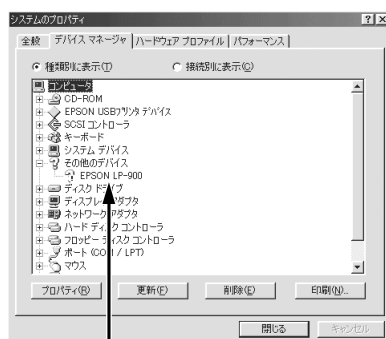 システムのプロパティ
全般 デバイス マネージャ ハードウェア プロファイル パフォーマンス
種類別に表示(T) 接続別に表示(C)
コンピュータ
CD-ROM
EPSON USBプリンタ デバイス
SCSI コントローラ
キーボード
システム デバイス
その他のデバイス
EPSON LP-900
ディスク ドライブ
ディスプレイ アダプタ
ネットワーク アダプタ
ハード ディスク コントローラ
フロッピー ディスク コントローラ
ポート (COM / LPT)
マウス
プロパティ(R) 更新(F) 削除(E) 印刷(N)...
閉じる キャンセル